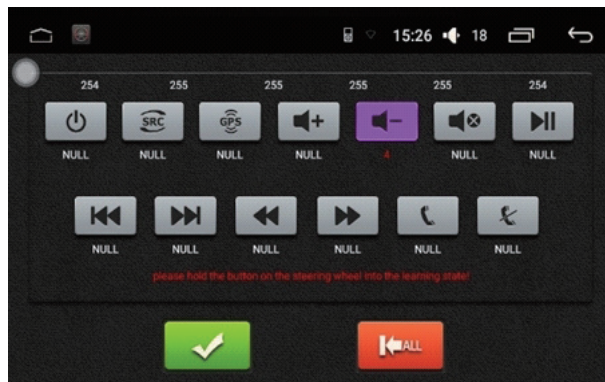 15:26 18
254 255 255 255 255 254
SRC GPS
NULL NULL NULL NULL 4 NULL NULL
NULL NULL NULL NULL NULL NULL
please hold the button on the steering wheel into the learning state!
ALL